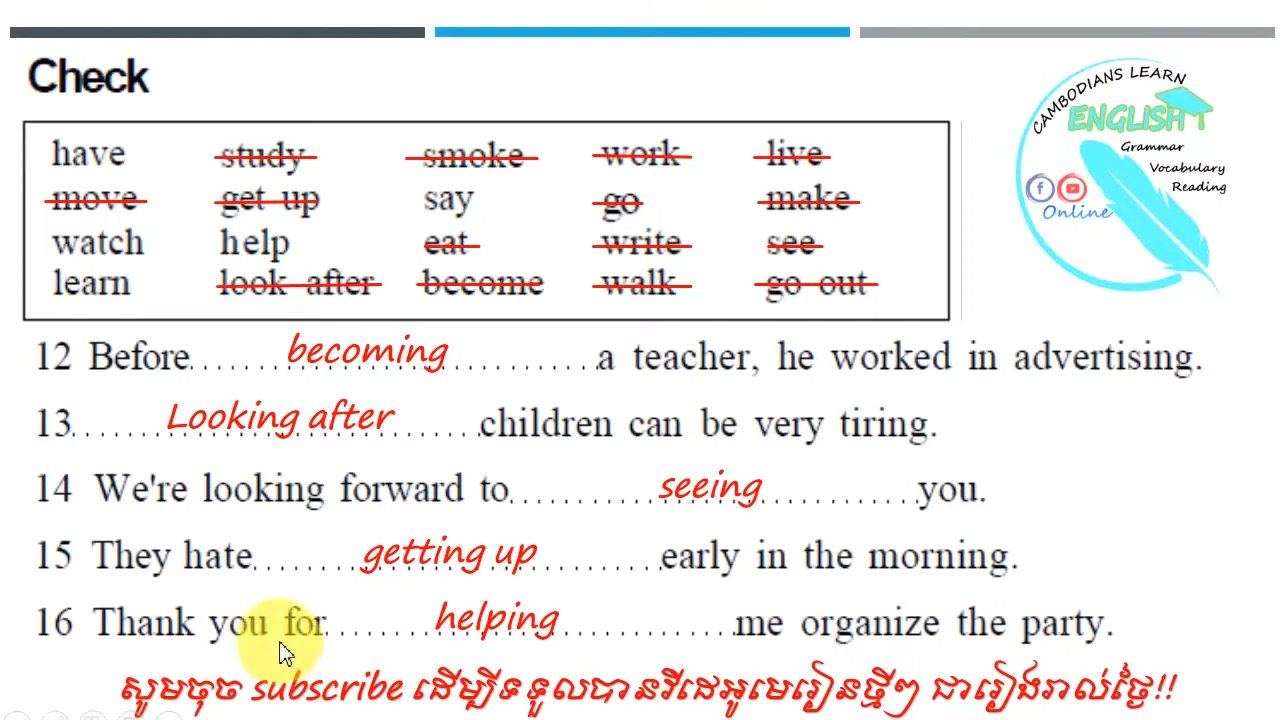 Check
CAMBODIANS LEARN
ENGLISH
Grammar
Vocabulary
Reading
Online
have study smoke work live
move get up say go make
watch help eat write see
learn look after become walk go out
12 Before becoming a teacher, he worked in advertising.
13 Looking after children can be very tiring.
14 We're looking forward to seeing you.
15 They hate getting up early in the morning.
16 Thank you for helping me organize the party.
សូមចុច subscribe ដើម្បីទទួលបានវីដេអូមេរៀនថ្មីៗ ជារៀងរាល់ថ្ងៃ!!